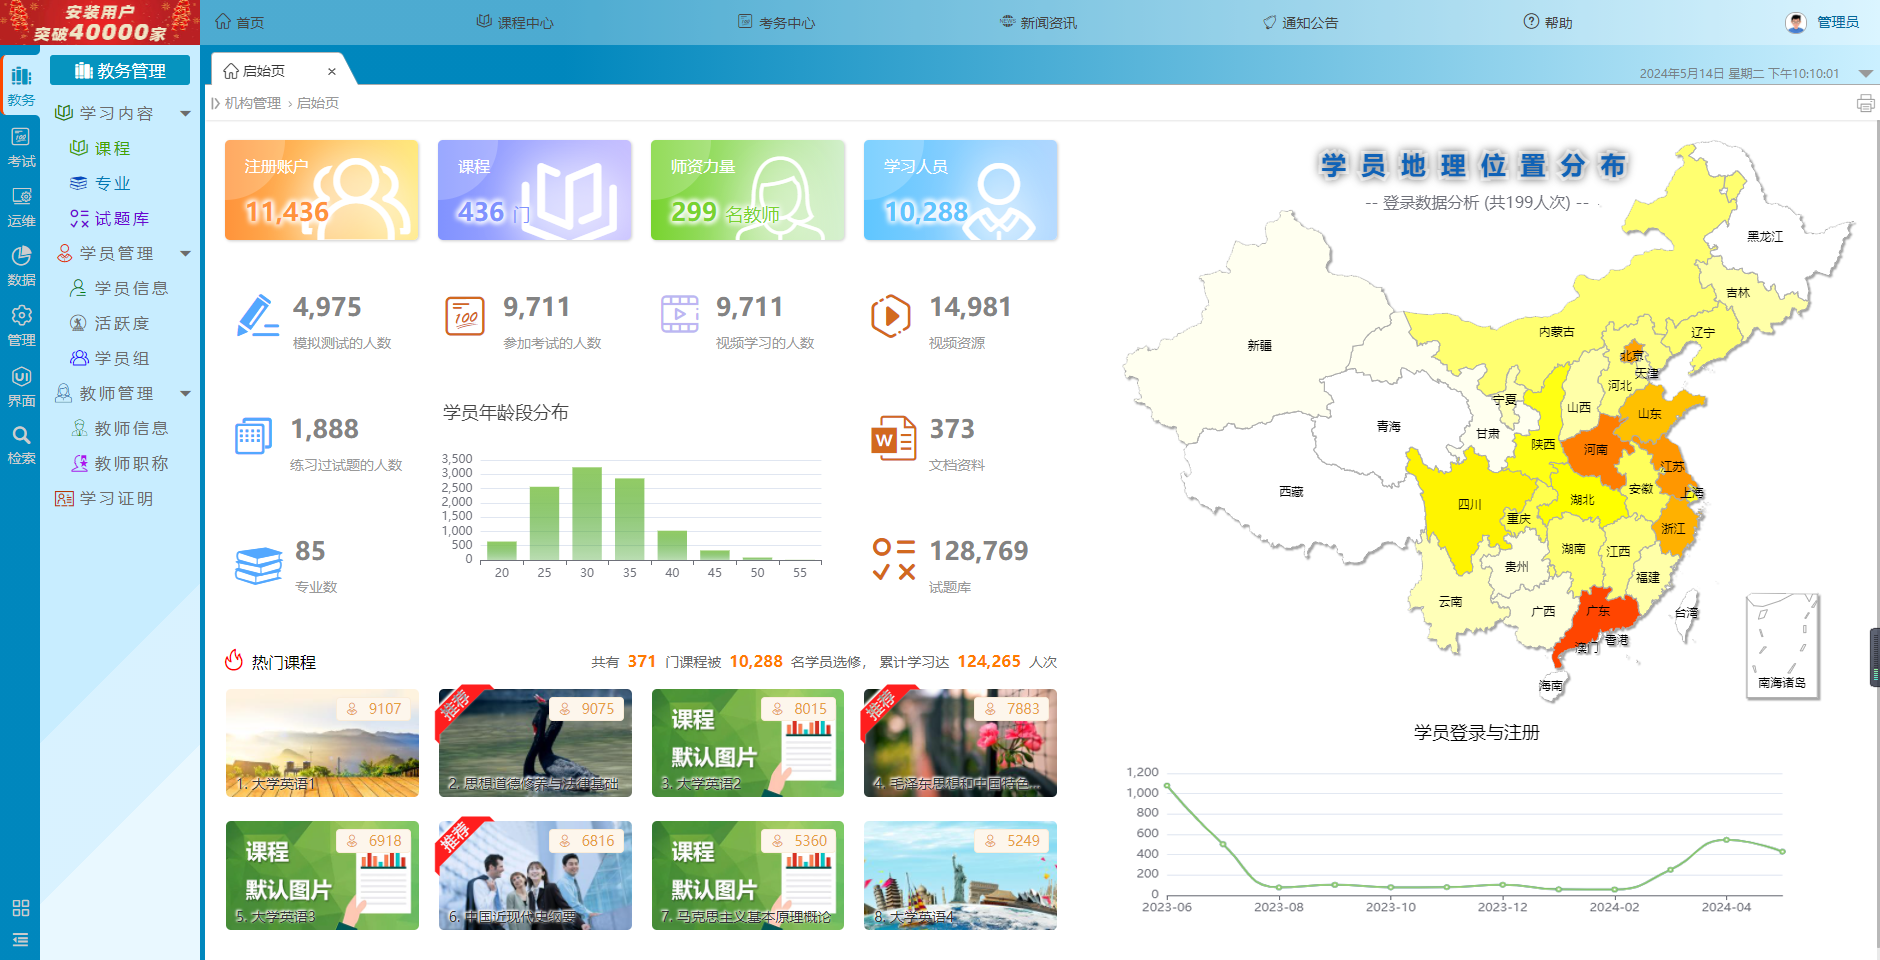 安装用户
突破40000家
首页
课程中心
考务中心
NEWS
新闻资讯
通知公告
帮助
管理员
教务
考试
运维
数据
管理
界面
检索
教务管理
学习内容
课程
专业
试题库
学员管理
学员信息
活跃度
学员组
教师管理
教师信息
教师职称
学习证明
启始页 ×
2024年5月14日 星期二 下午10:10:01
机构管理 › 启始页
注册账户
11,436
课程
436 门
师资力量
299 名教师
学习人员
10,288
4,975
模拟测试的人数
100
9,711
参加考试的人数
9,711
视频学习的人数
14,981
视频资源
1,888
练习过试题的人数
85
专业数
学员年龄段分布
3,500
3,000
2,500
2,000
1,500
1,000
500
0
20 25 30 35 40 45 50 55
W
373
文档资料
128,769
试题库
热门课程
共有 371 门课程被 10,288 名学员选修， 累计学习达 124,265 人次
9107
1. 大学英语1
推荐
9075
2. 思想道德修养与法律基础
课程
默认图片
8015
3. 大学英语2
推荐
7883
4. 毛泽东思想和中国特色...
课程
默认图片
6918
5. 大学英语3
推荐
6816
6. 中国近现代史纲要
课程
默认图片
5360
7. 马克思主义基本原理概论
5249
8. 大学英语4
学员地理位置分布
-- 登录数据分析 (共199人次) --
黑龙江
吉林
辽宁
内蒙古
新疆
北京
天津
河北
宁夏
山西
山东
青海
甘肃
陕西
河南
江苏
西藏
安徽
上海
四川
湖北
重庆
浙江
湖南
江西
贵州
福建
云南
广西
广东
台湾
香港
澳门
海南
南海诸岛
学员登录与注册
1,200
1,000
800
600
400
200
0
2023-06 2023-08 2023-10 2023-12 2024-02 2024-04